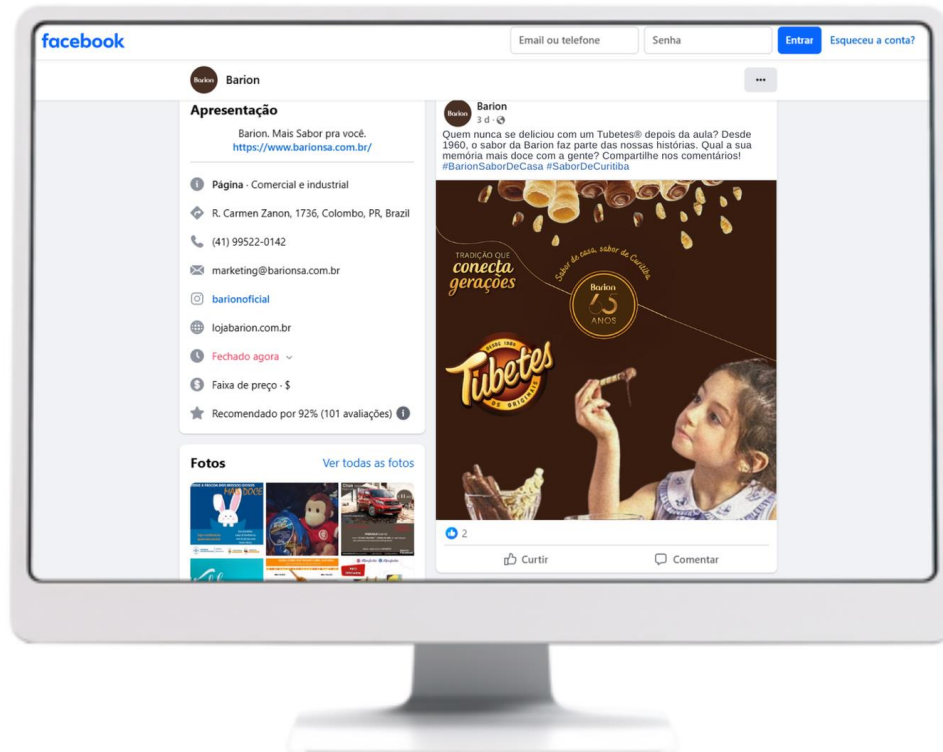 facebook
Email ou telefone
Senha
Entrar
Esqueceu a conta?
Barion
Barion
Apresentação
Barion. Mais Sabor pra você.
https://www.barionsa.com.br/
Página · Comercial e industrial
R. Carmen Zanon, 1736, Colombo, PR, Brazil
(41) 99522-0142
marketing@barionsa.com.br
barionoficial
lojabarion.com.br
Fechado agora
Faixa de preço · $
Recomendado por 92% (101 avaliações)
Fotos
Ver todas as fotos
MAIS DOCE
Barion
Barion
3 d
Quem nunca se deliciou com um Tubetes® depois da aula? Desde
1960, o sabor da Barion faz parte das nossas histórias. Qual a sua
memória mais doce com a gente? Compartilhe nos comentários!
#BarionSaborDeCasa #SaborDeCuritiba
TRADIÇÃO QUE
conecta
gerações
Sabor de casa, sabor de Curitiba
Barion
65
ANOS
Tubetes
OS ORIGINAIS
2
Curtir
Comentar